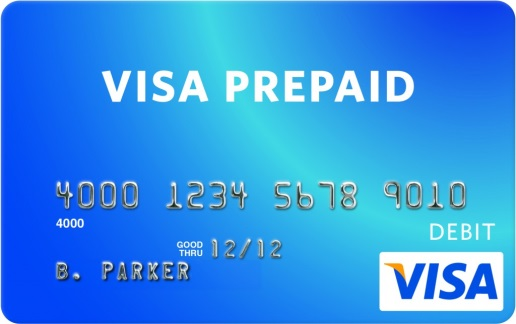 VISA PREPAID
4000 1234 5678 9010
4000
DEBIT
GOOD THRU 12/12
B. PARKER
VISA